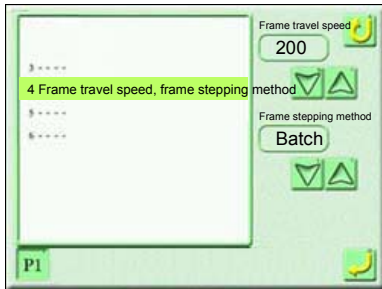 Frame travel speed
200
3 - - - -
4 Frame travel speed, frame stepping method
5 - - - -
Frame stepping method
6 - - - -
Batch
P1